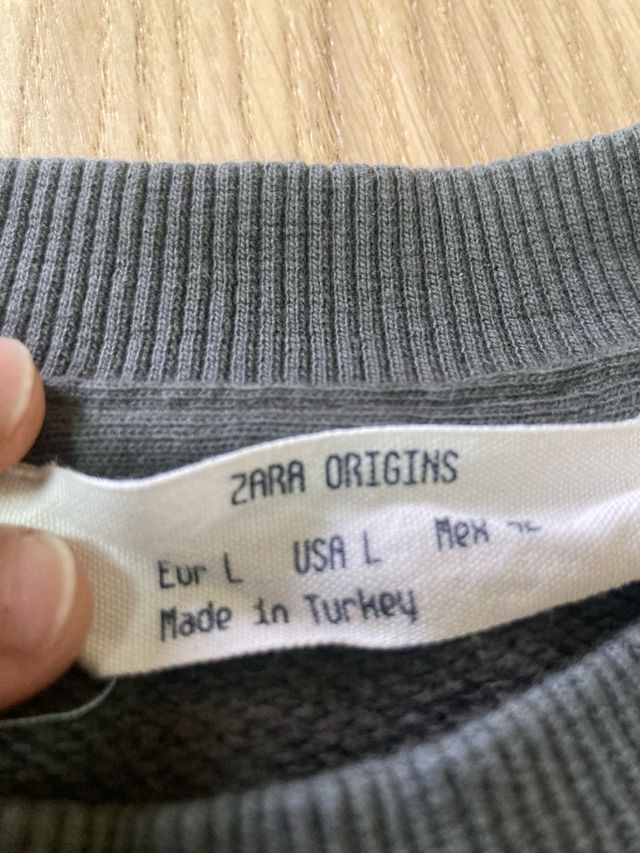 ZARA ORIGINS
Eur L USA L Mex
Made in Turkey